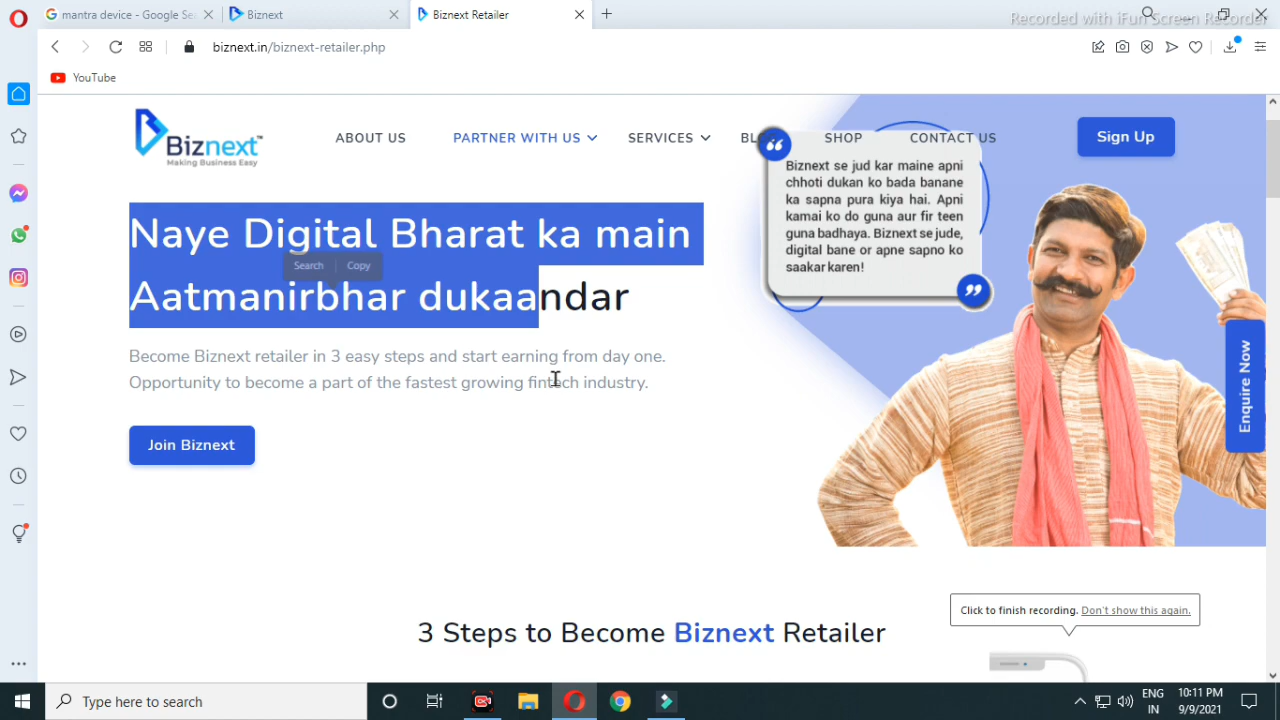 mantra device - Google Se
Biznext
Biznext Retailer
Recorded with iFun Screen Recorder
biznext.in/biznext-retailer.php
YouTube
Biznext™
Making Business Easy
ABOUT US
PARTNER WITH US
SERVICES
SHOP
CONTACT US
Sign Up
Biznext se jud kar maine apni
chhoti dukan ko bada banane
ka sapna pura kiya hai. Apni
kamai ko do guna aur fir teen
guna badhaya. Biznext se jude,
digital bane or apne sapno ko
saakar karen!
Naye Digital Bharat ka main
Search Copy
Aatmanirbhar dukaandar
Become Biznext retailer in 3 easy steps and start earning from day one.
Opportunity to become a part of the fastest growing fintech industry.
Join Biznext
Enquire Now
Click to finish recording. Don't show this again.
3 Steps to Become Biznext Retailer
Type here to search
ENG
IN
10:11 PM
9/9/2021